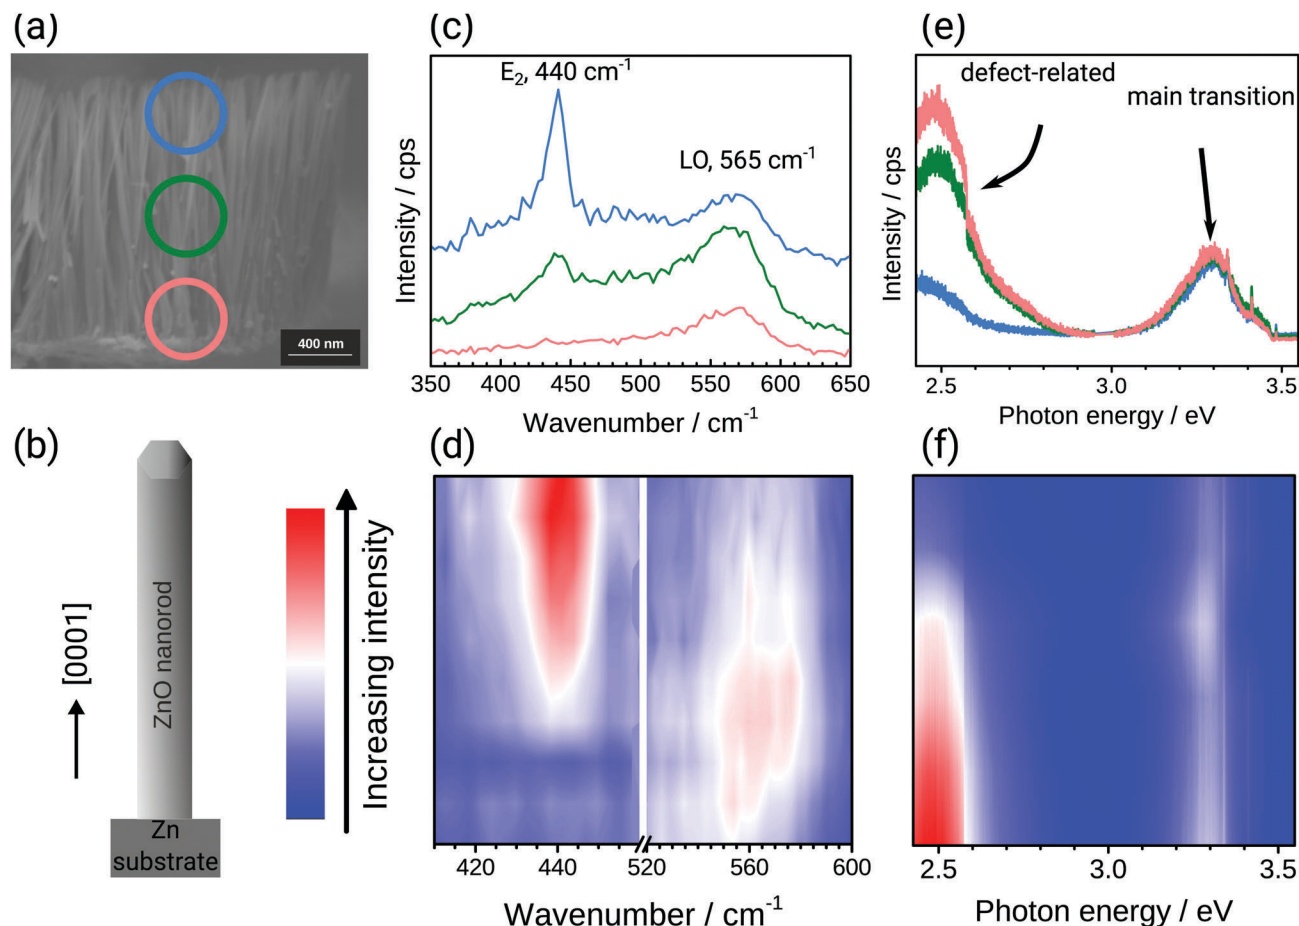 (a)
400 nm
(b)
[0001]
ZnO nanorod
Zn
substrate
Increasing intensity
(c)
E₂, 440 cm⁻¹
LO, 565 cm⁻¹
Intensity / cps
350 400 450 500 550 600 650
Wavenumber / cm⁻¹
(d)
420 440 520 560 600
Wavenumber / cm⁻¹
(e)
defect-related
main transition
Intensity / cps
2.5 3.0 3.5
Photon energy / eV
(f)
2.5 3.0 3.5
Photon energy / eV